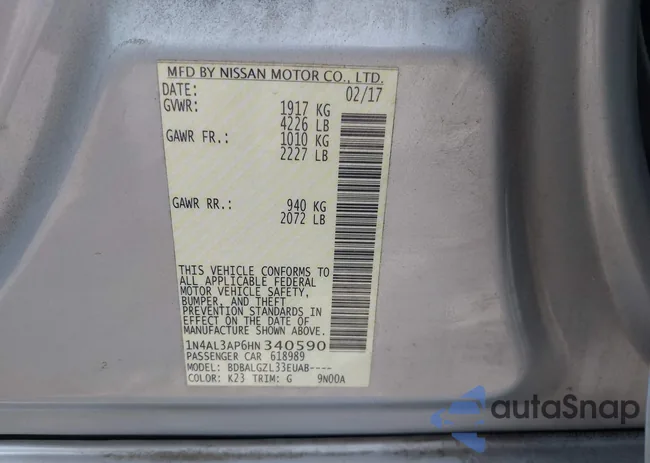 MFD BY NISSAN MOTOR CO., LTD.
DATE: 02/17
GVWR: 1917 KG
4226 LB
GAWR FR.: 1010 KG
2227 LB
GAWR RR.: 940 KG
2072 LB
THIS VEHICLE CONFORMS TO
ALL APPLICABLE FEDERAL
MOTOR VEHICLE SAFETY,
BUMPER, AND THEFT
PREVENTION STANDARDS IN
EFFECT ON THE DATE OF
MANUFACTURE SHOWN ABOVE.
1N4AL3AP6HN 340590
PASSENGER CAR 618989
MODEL: BDBALGZL33EUAB----
COLOR: K23 TRIM: G 9N00A
autoSnap